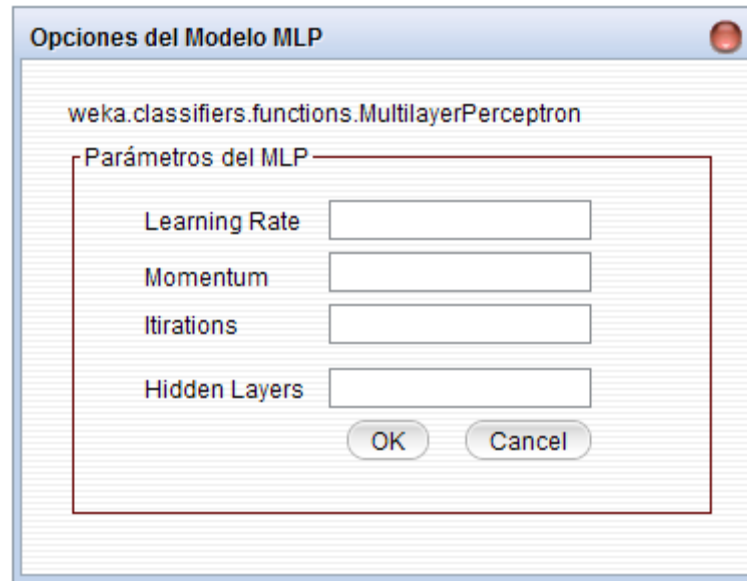 Opciones del Modelo MLP
weka.classifiers.functions.MultilayerPerceptron
Parámetros del MLP
Learning Rate
Momentum
Itirations
Hidden Layers
OK Cancel